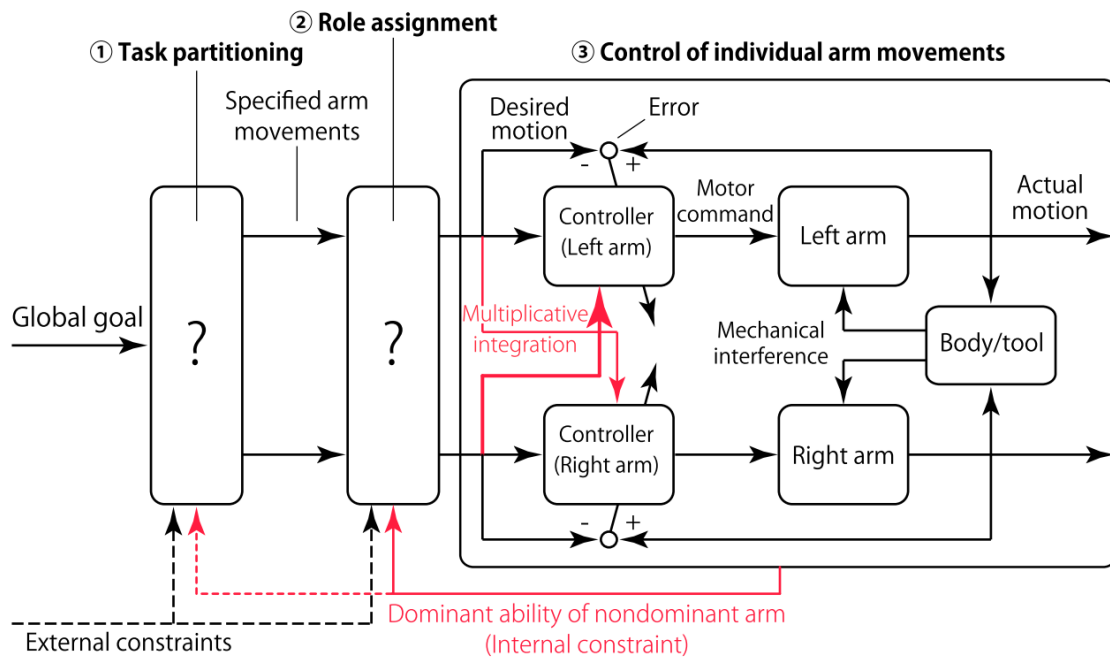 ② Role assignment
① Task partitioning
③ Control of individual arm movements
Specified arm
movements
Desired
motion
Error
- +
Motor
command
Actual
motion
Controller
(Left arm)
Left arm
Global goal
?
?
Multiplicative
integration
Mechanical
interference
Body/tool
Controller
(Right arm)
Right arm
- +
Dominant ability of nondominant arm
(Internal constraint)
External constraints